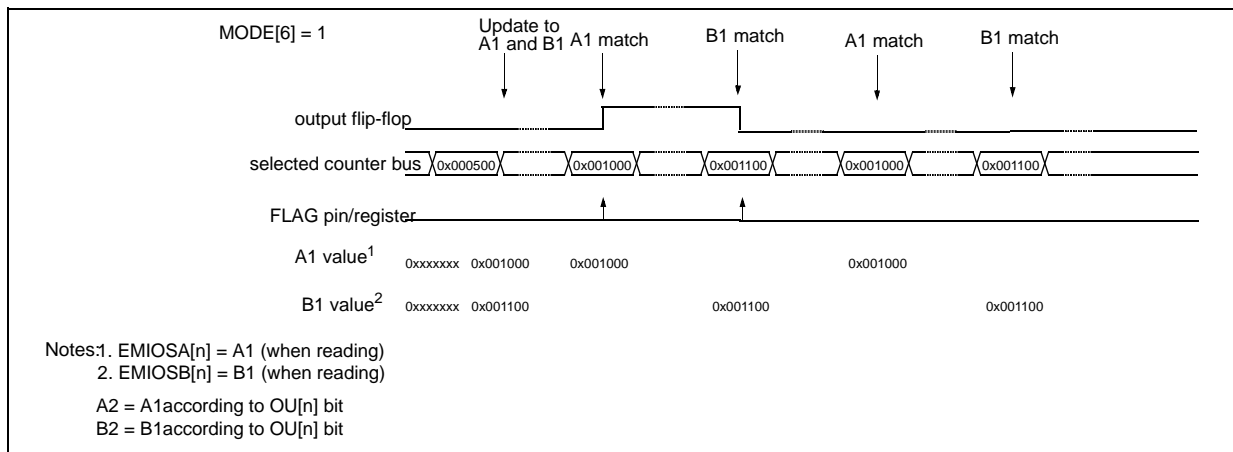 MODE[6] = 1
Update to
A1 and B1
A1 match
B1 match
A1 match
B1 match
output flip-flop
selected counter bus 0x000500 0x001000 0x001100 0x001000 0x001100
FLAG pin/register
A1 value1 0xxxxxxx 0x001000 0x001000 0x001000
B1 value2 0xxxxxxx 0x001100 0x001100 0x001100
Notes:1. EMIOSA[n] = A1 (when reading)
2. EMIOSB[n] = B1 (when reading)
A2 = A1according to OU[n] bit
B2 = B1according to OU[n] bit